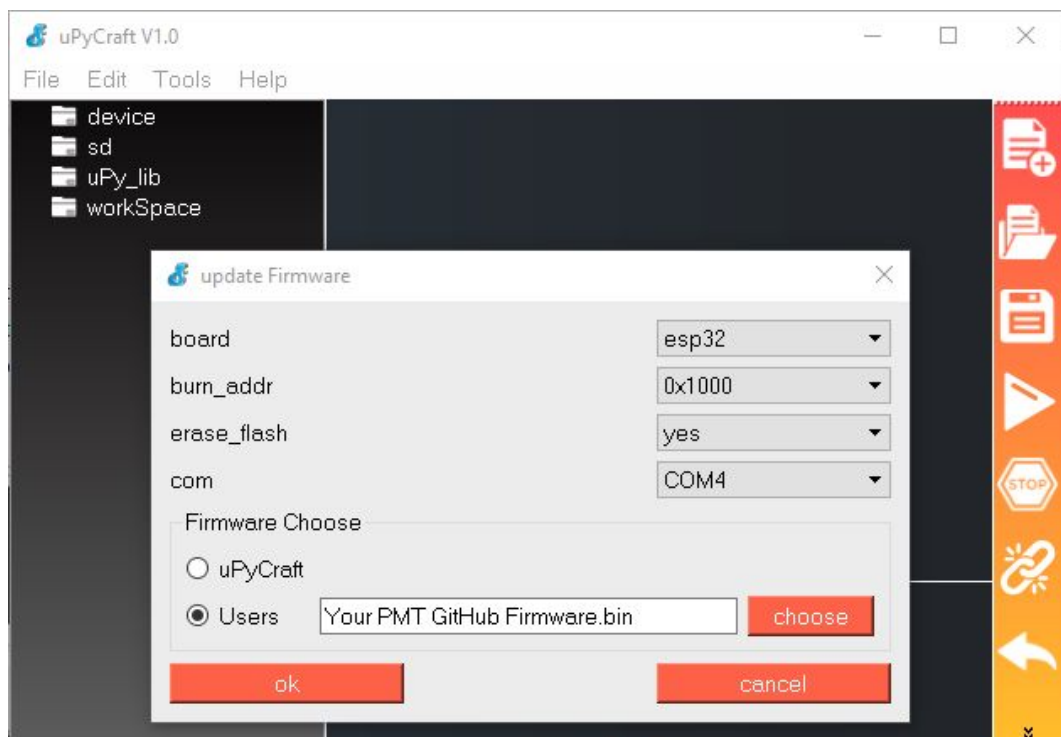 uPyCraft V1.0
File Edit Tools Help
device
sd
uPy_lib
workSpace
update Firmware
board esp32
burn_addr 0x1000
erase_flash yes
com COM4
Firmware Choose
uPyCraft
Users Your PMT GitHub Firmware.bin choose
ok cancel
STOP